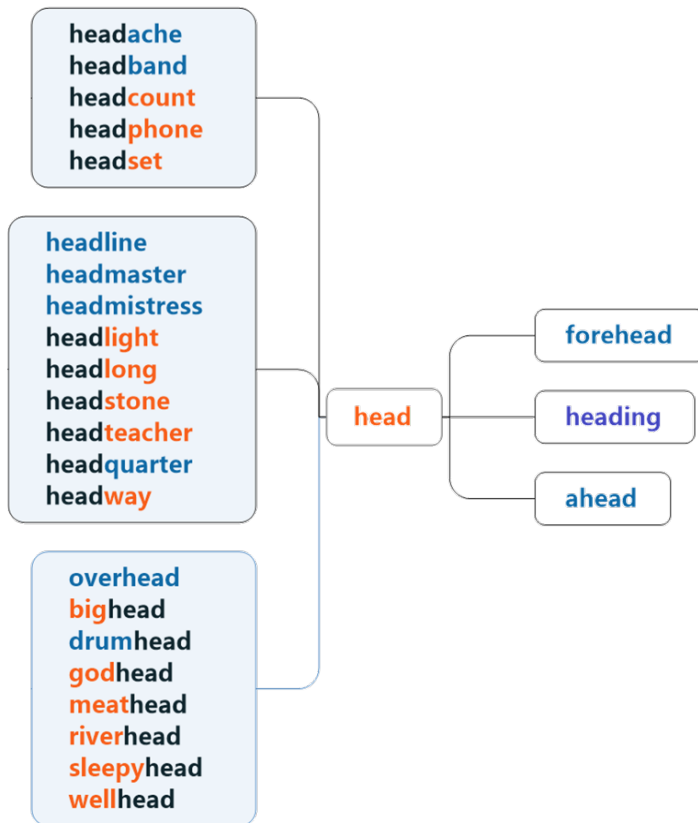 headache
headband
headcount
headphone
headset
headline
headmaster
headmistress
headlight
headlong
headstone
headteacher
headquarter
headway
overhead
bighead
drumhead
godhead
meathead
riverhead
sleepyhead
wellhead
head
forehead
heading
ahead